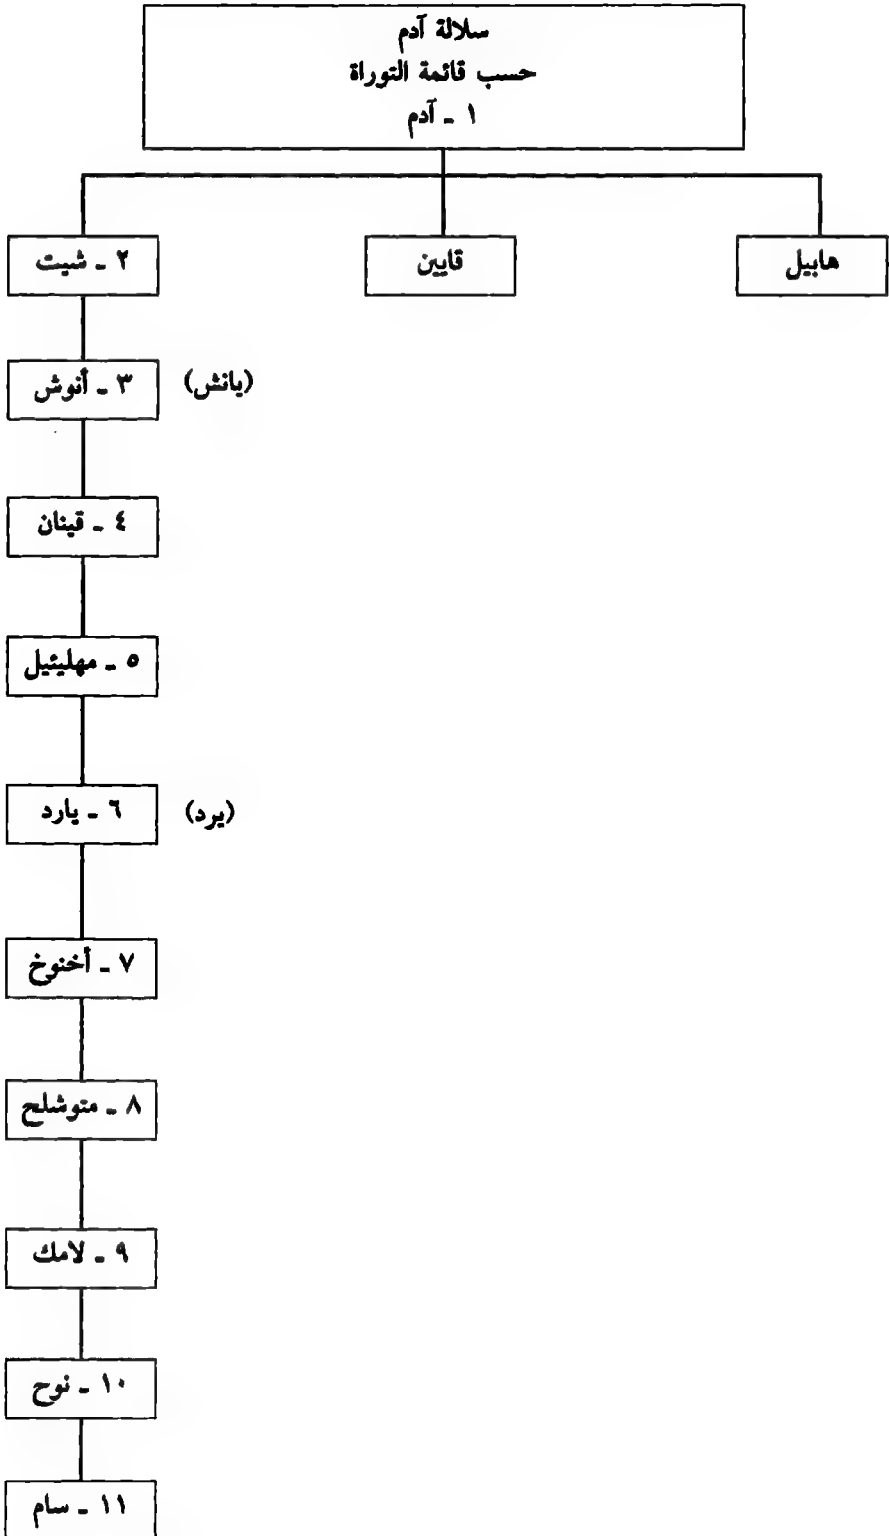 سلالة آدم
حسب قائمة التوراة
١ - آدم
هابيل
قايين
٢ - شيت
٣ - أنوش
(يانش)
٤ - قينان
٥ - مهليئيل
٦ - يارد
(يرد)
٧ - أخنوخ
٨ - متوشلح
٩ - لامك
١٠ - نوح
١١ - سام